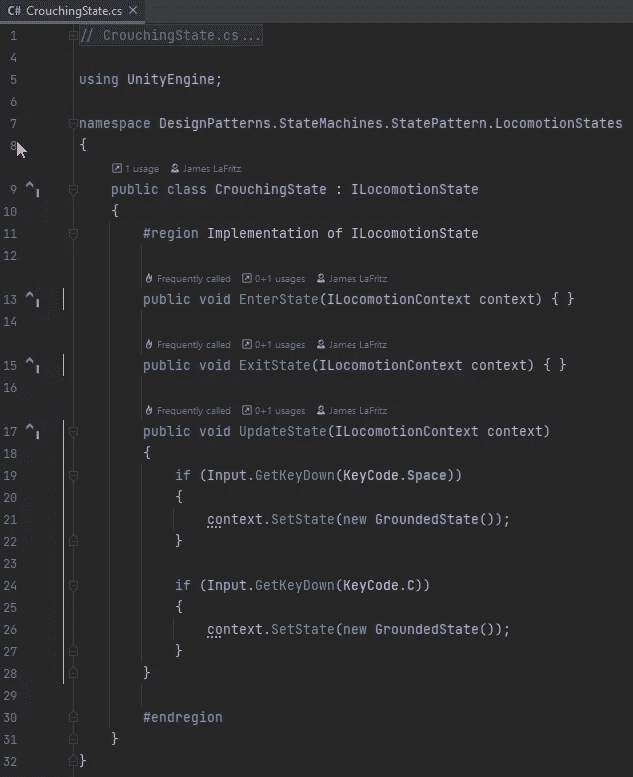 C# CrouchingState.cs ×
1 // CrouchingState.cs...
4
5 using UnityEngine;
6
7 namespace DesignPatterns.StateMachines.StatePattern.LocomotionStates
8 {
1 usage James LaFritz
9 public class CrouchingState : ILocomotionState
10 {
11 #region Implementation of ILocomotionState
12
Frequently called 0+1 usages James LaFritz
13 public void EnterState(ILocomotionContext context) { }
14
Frequently called 0+1 usages James LaFritz
15 public void ExitState(ILocomotionContext context) { }
16
Frequently called 0+1 usages James LaFritz
17 public void UpdateState(ILocomotionContext context)
18 {
19 if (Input.GetKeyDown(KeyCode.Space))
20 {
21 context.SetState(new GroundedState());
22 }
23
24 if (Input.GetKeyDown(KeyCode.C))
25 {
26 context.SetState(new GroundedState());
27 }
28 }
29
30 #endregion
31 }
32 }